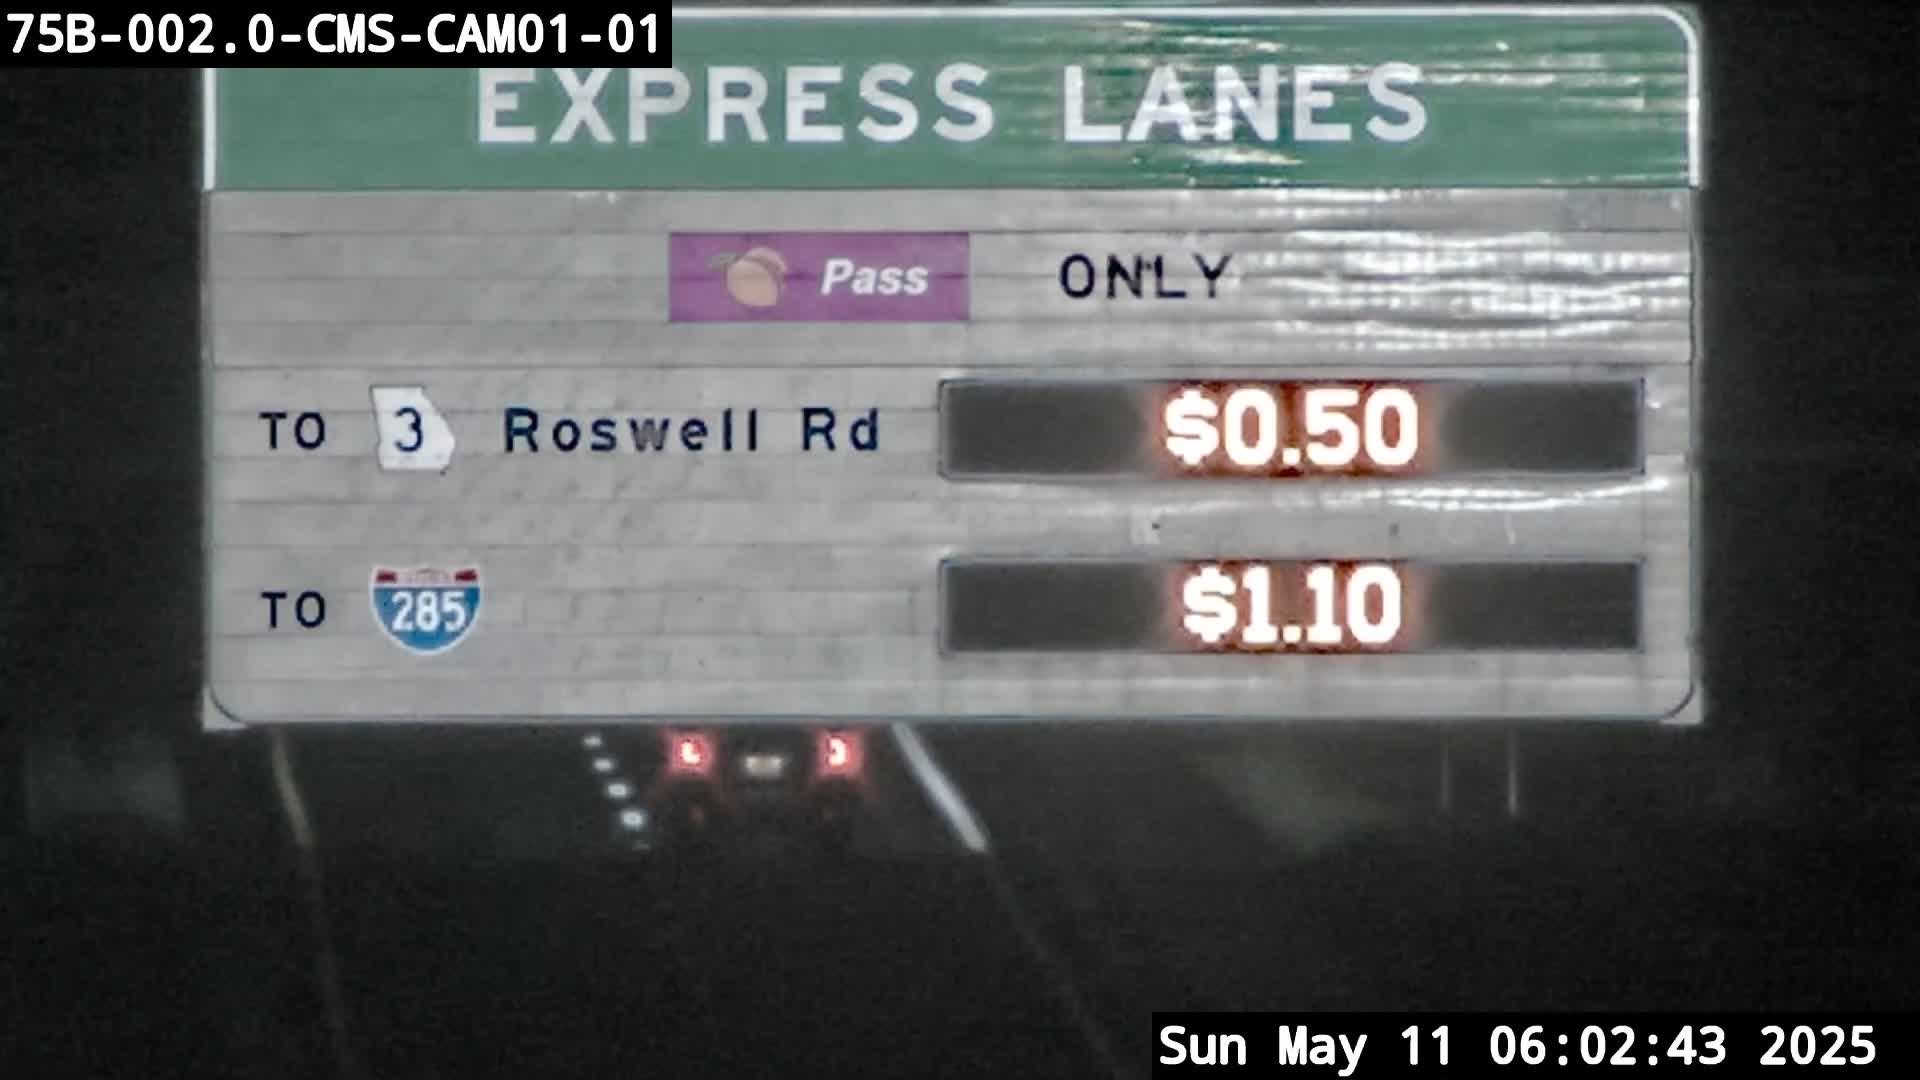 75B-002.0-CMS-CAM01-01
EXPRESS LANES
Pass ONLY
TO 3 Roswell Rd $0.50
TO 285 $1.10
Sun May 11 06:02:43 2025